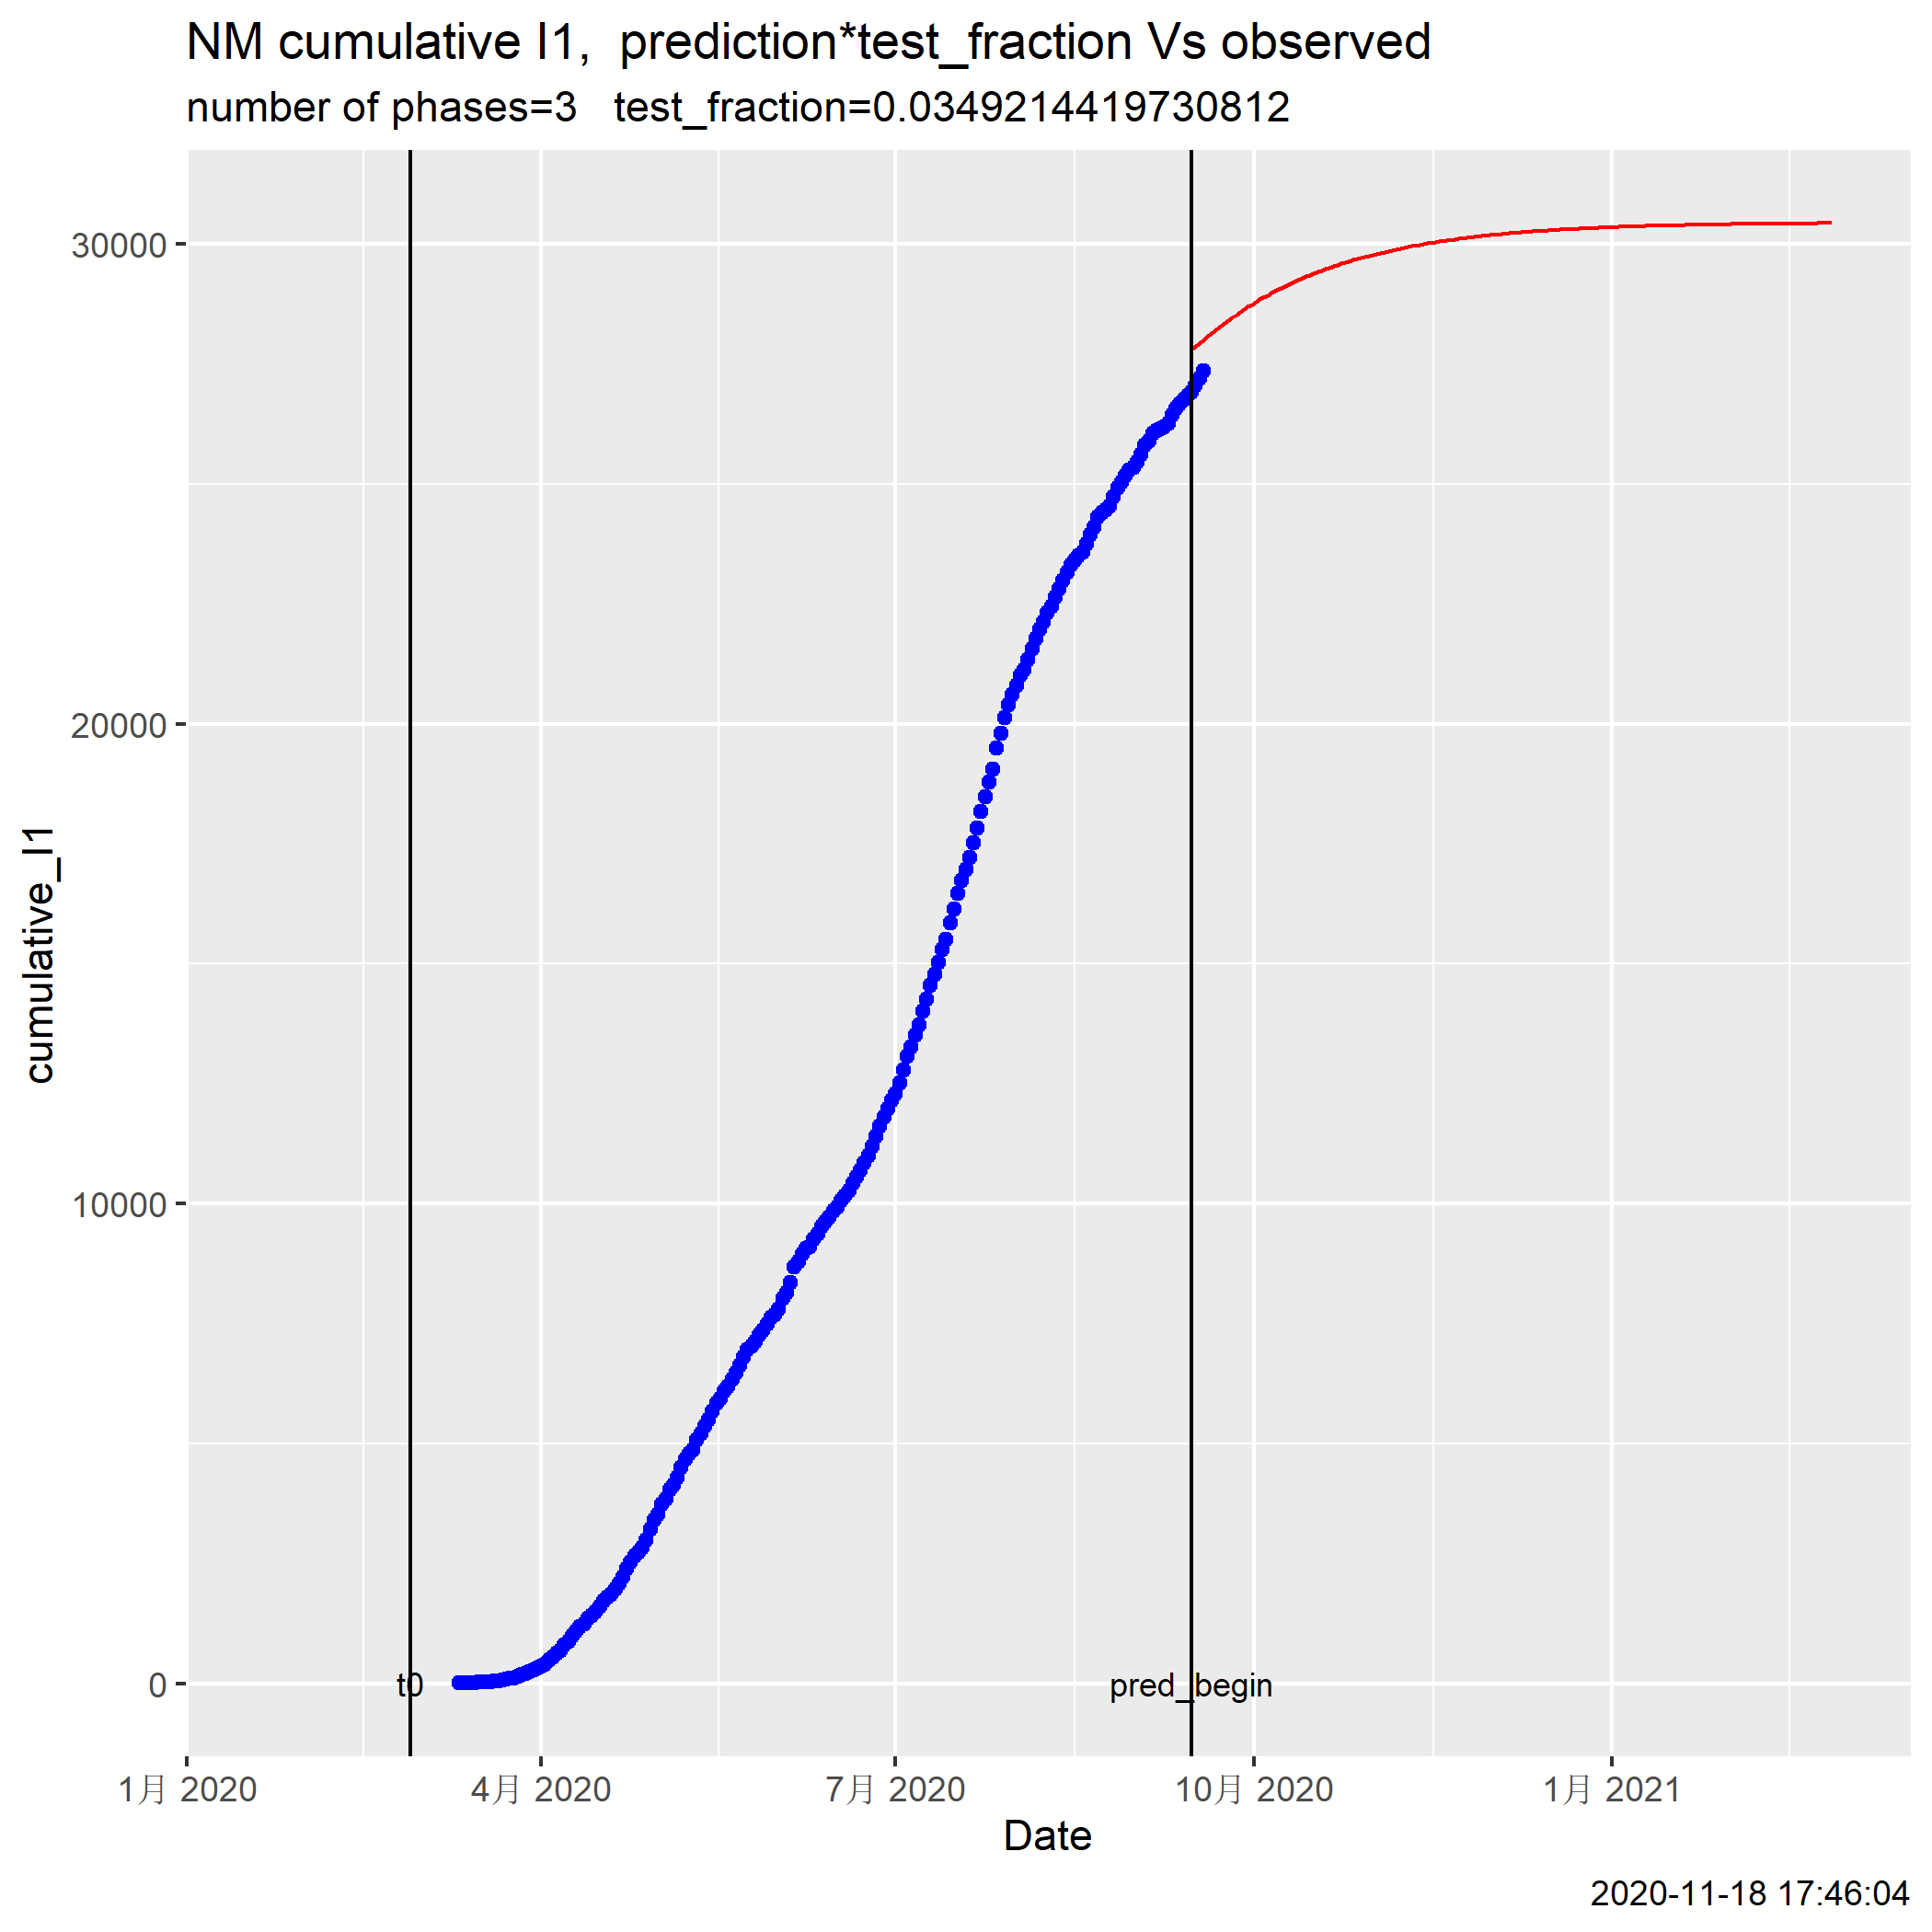 NM cumulative I1,  prediction*test_fraction Vs observed
number of phases=3   test_fraction=0.0349214419730812
cumulative_I1
30000
20000
10000
0
t0
pred_begin
1月 2020
4月 2020
7月 2020
10月 2020
1月 2021
Date
2020-11-18 17:46:04